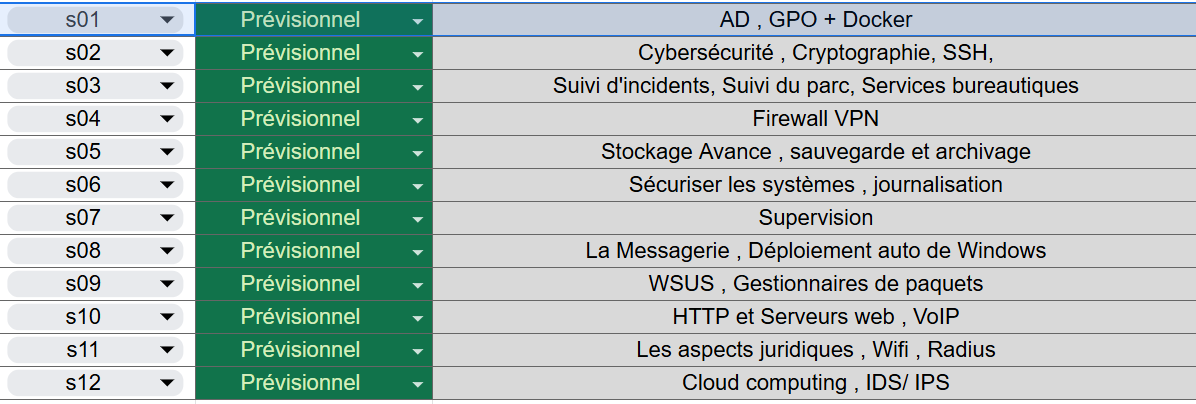 s01 Prévisionnel AD , GPO + Docker
s02 Prévisionnel Cybersécurité , Cryptographie, SSH,
s03 Prévisionnel Suivi d'incidents, Suivi du parc, Services bureautiques
s04 Prévisionnel Firewall VPN
s05 Prévisionnel Stockage Avance , sauvegarde et archivage
s06 Prévisionnel Sécuriser les systèmes , journalisation
s07 Prévisionnel Supervision
s08 Prévisionnel La Messagerie , Déploiement auto de Windows
s09 Prévisionnel WSUS , Gestionnaires de paquets
s10 Prévisionnel HTTP et Serveurs web , VoIP
s11 Prévisionnel Les aspects juridiques , Wifi , Radius
s12 Prévisionnel Cloud computing , IDS/ IPS